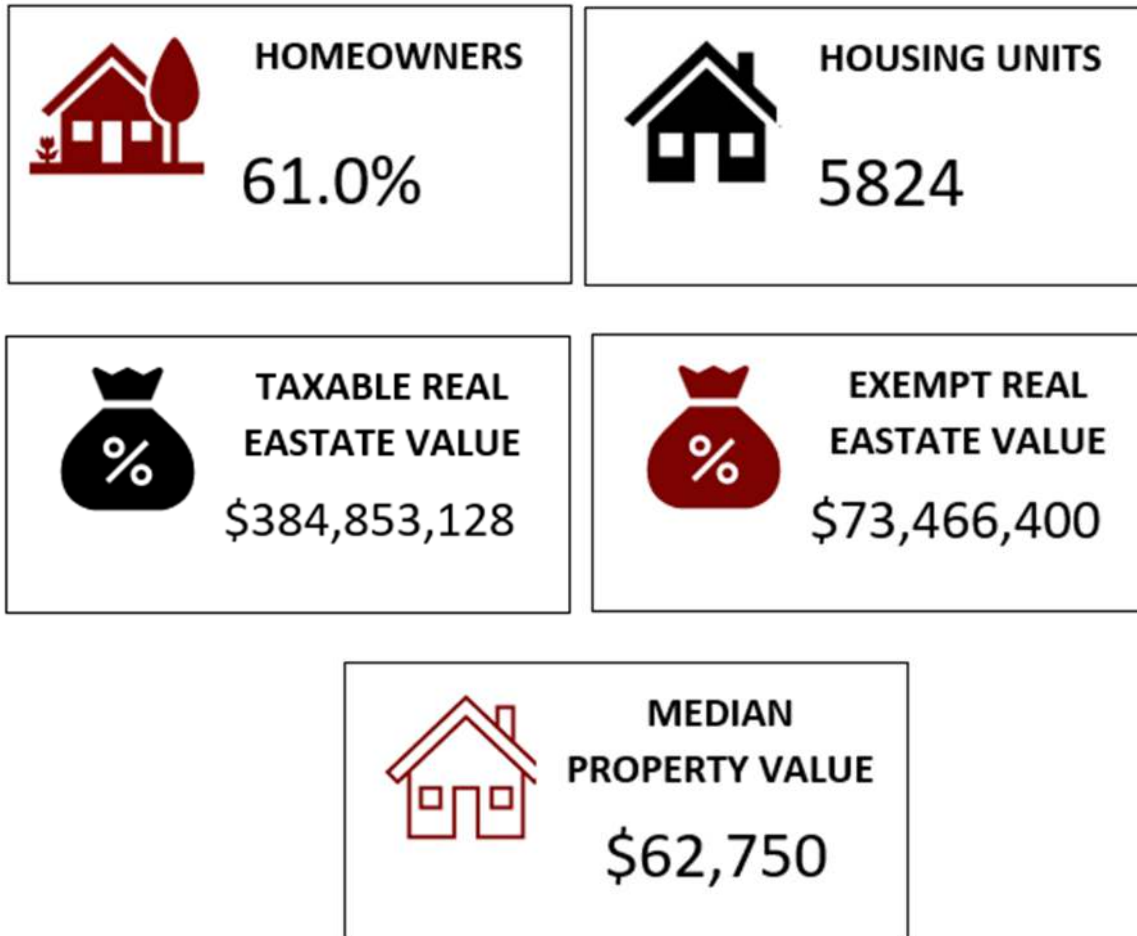 HOMEOWNERS
61.0%
HOUSING UNITS
5824
TAXABLE REAL
EASTATE VALUE
$384,853,128
EXEMPT REAL
EASTATE VALUE
$73,466,400
MEDIAN
PROPERTY VALUE
$62,750